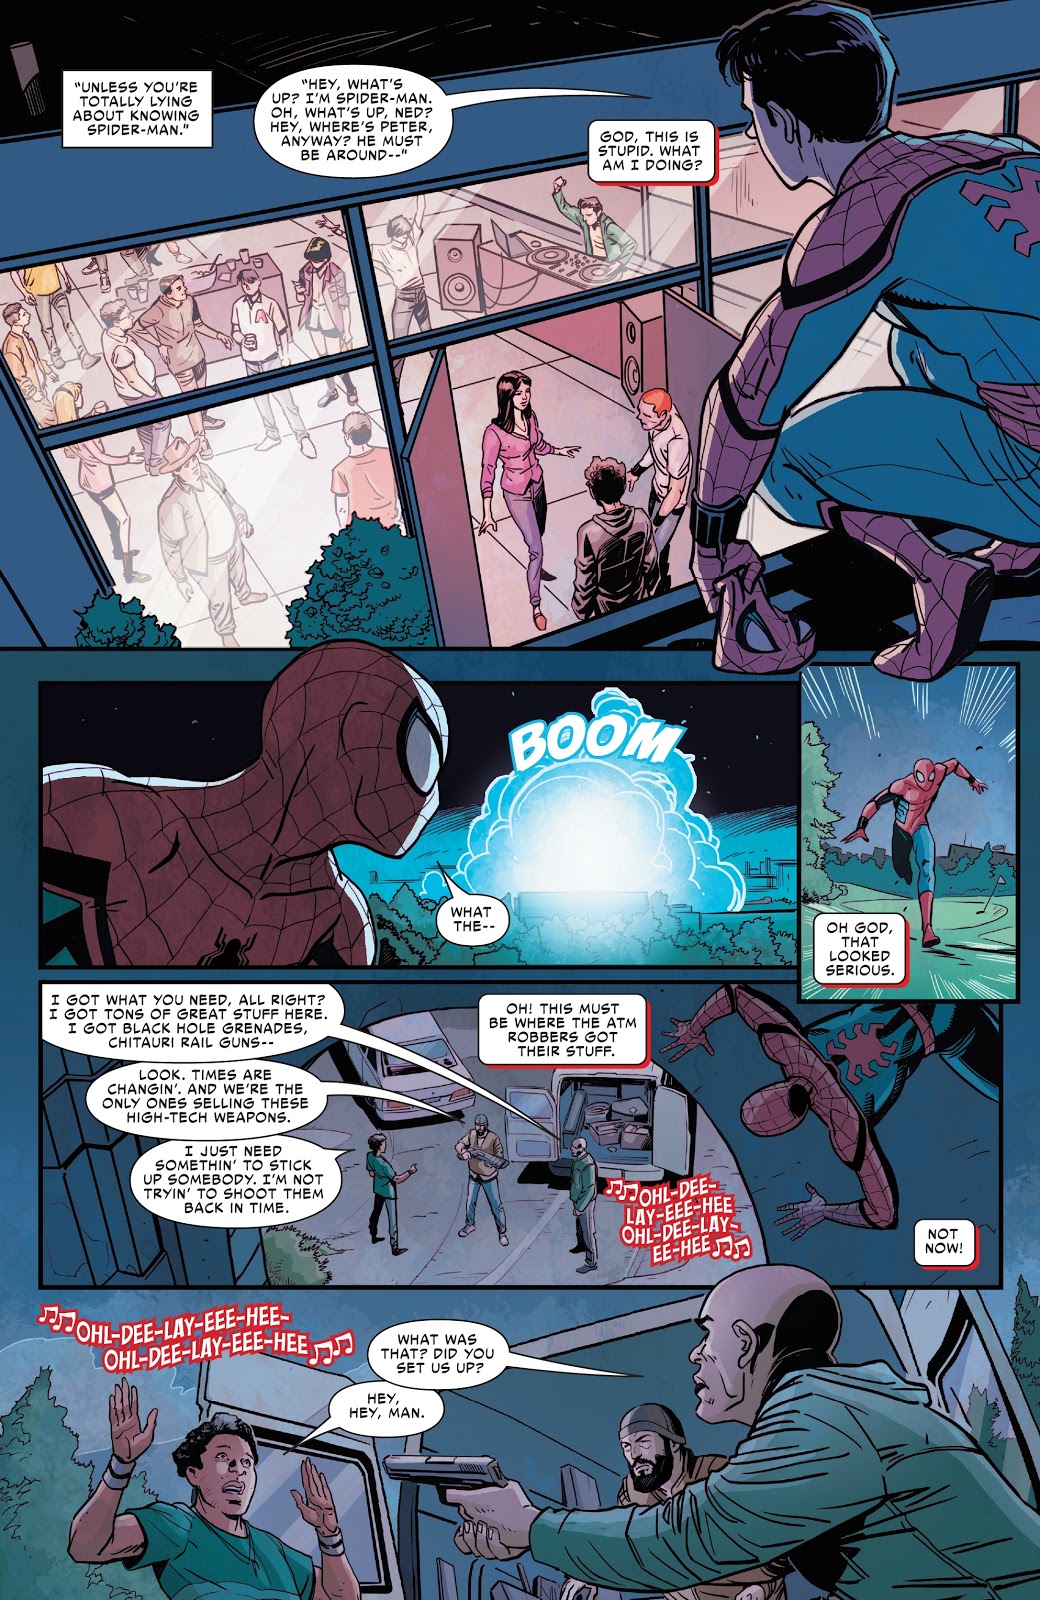 "UNLESS YOU'RE
TOTALLY LYING
ABOUT KNOWING
SPIDER-MAN."
"HEY, WHAT'S
UP? I'M SPIDER-MAN.
OH, WHAT'S UP, NED?
HEY, WHERE'S PETER,
ANYWAY? HE MUST
BE AROUND--"
GOD, THIS IS
STUPID. WHAT
AM I DOING?
BOOM
WHAT
THE--
OH GOD,
THAT
LOOKED
SERIOUS.
I GOT WHAT YOU NEED, ALL RIGHT?
I GOT TONS OF GREAT STUFF HERE.
I GOT BLACK HOLE GRENADES,
CHITAURI RAIL GUNS--
OH! THIS MUST
BE WHERE THE ATM
ROBBERS GOT
THEIR STUFF.
LOOK. TIMES ARE
CHANGIN'. AND WE'RE THE
ONLY ONES SELLING THESE
HIGH-TECH WEAPONS.
I JUST NEED
SOMETHIN' TO STICK
UP SOMEBODY. I'M NOT
TRYIN' TO SHOOT THEM
BACK IN TIME.
♫♪OHL-DEE-
LAY-EEE-HEE
OHL-DEE-LAY-
EE-HEE♫♫
NOT
NOW!
♫♪OHL-DEE-LAY-EEE-HEE-
OHL-DEE-LAY-EEE-HEE♪♫
WHAT WAS
THAT? DID YOU
SET US UP?
HEY,
HEY, MAN.